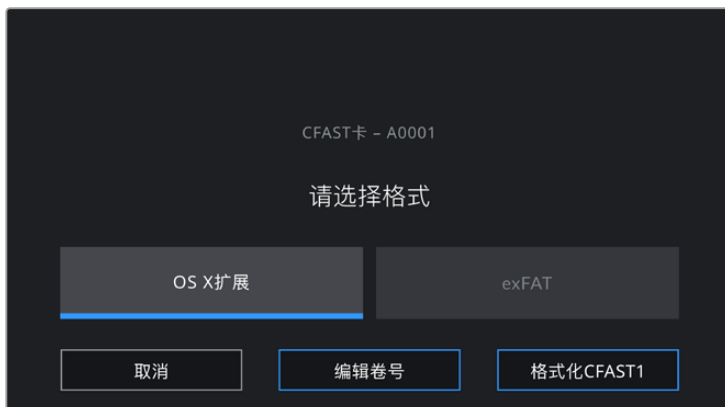 CFAST卡 – A0001
请选择格式
OS X扩展 exFAT
取消 编辑卷号 格式化CFAST1